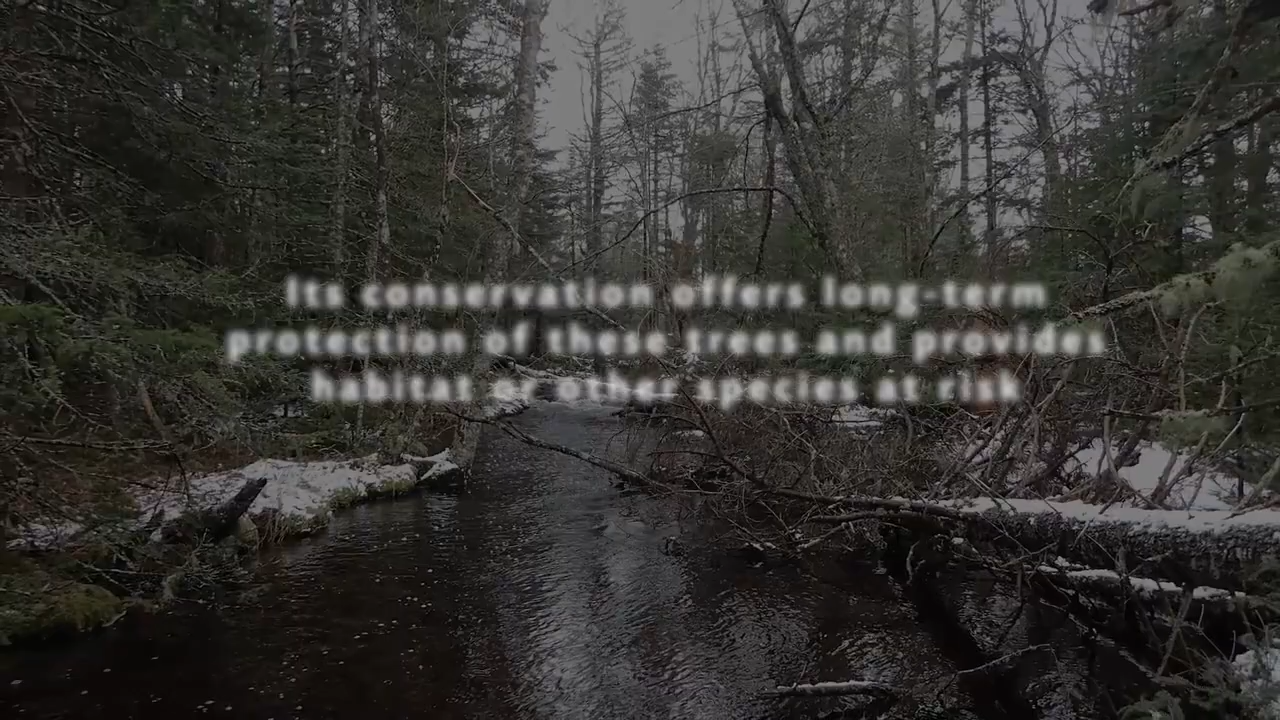 Its conservation offers long-term
protection of these trees and provides
habitat or other species at risk